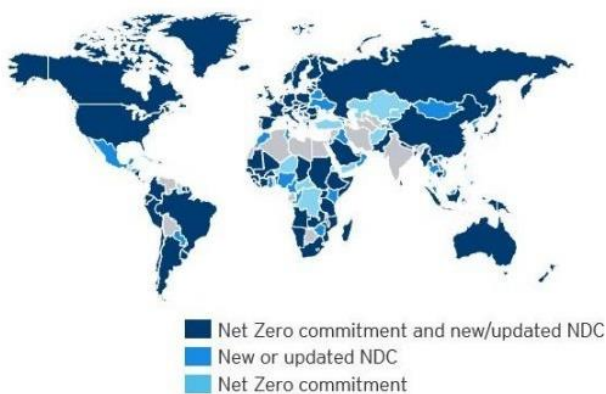 Net Zero commitment and new/updated NDC
New or updated NDC
Net Zero commitment